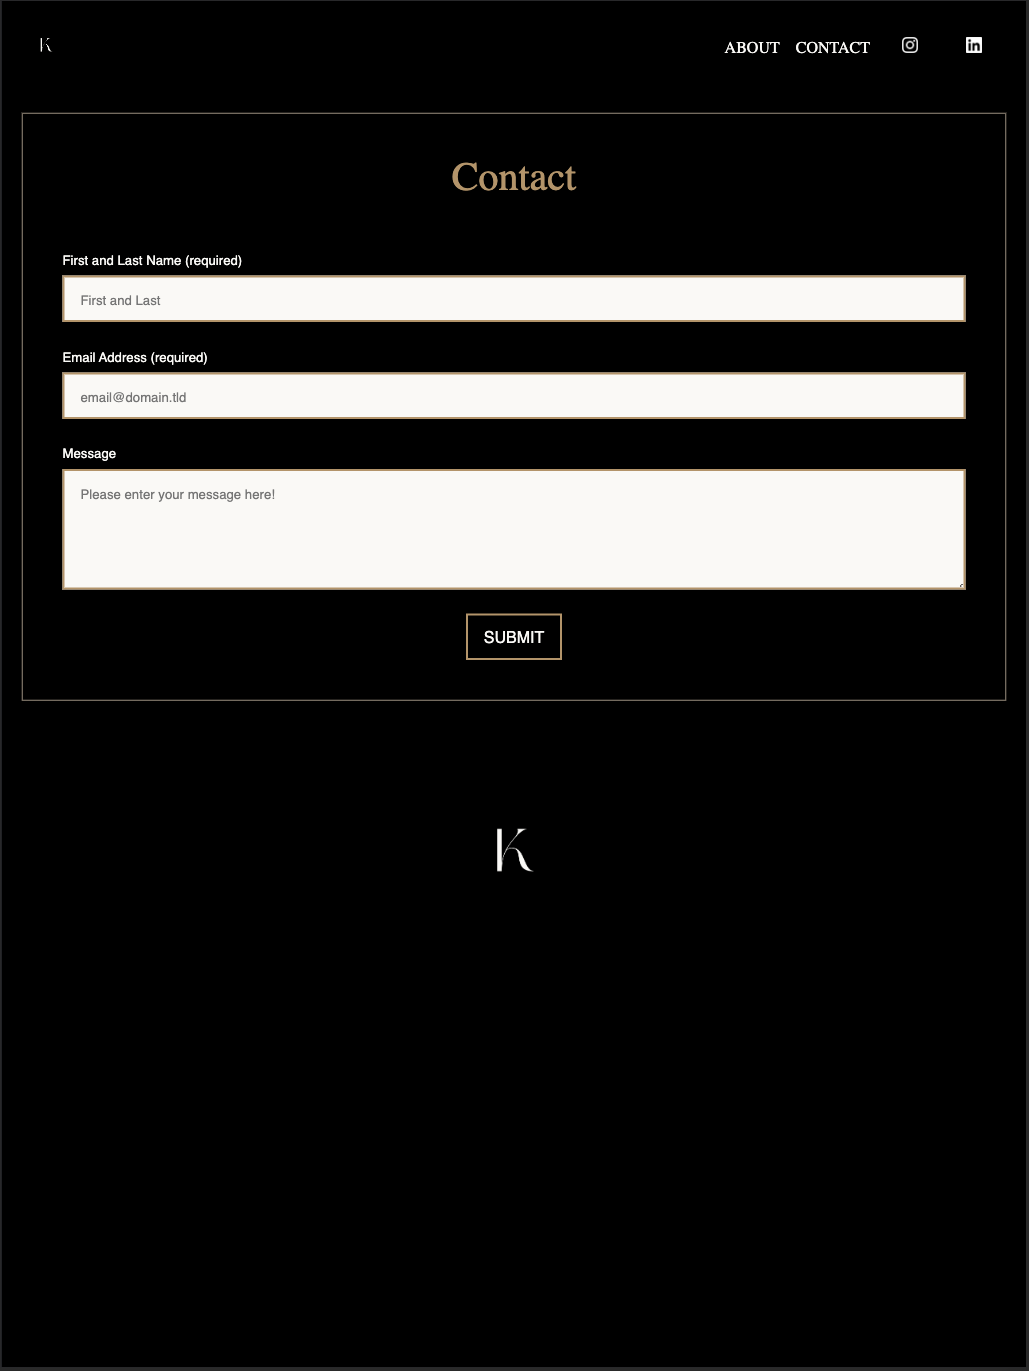 K
ABOUT CONTACT
Contact
First and Last Name (required)
First and Last
Email Address (required)
email@domain.tld
Message
Please enter your message here!
SUBMIT
K